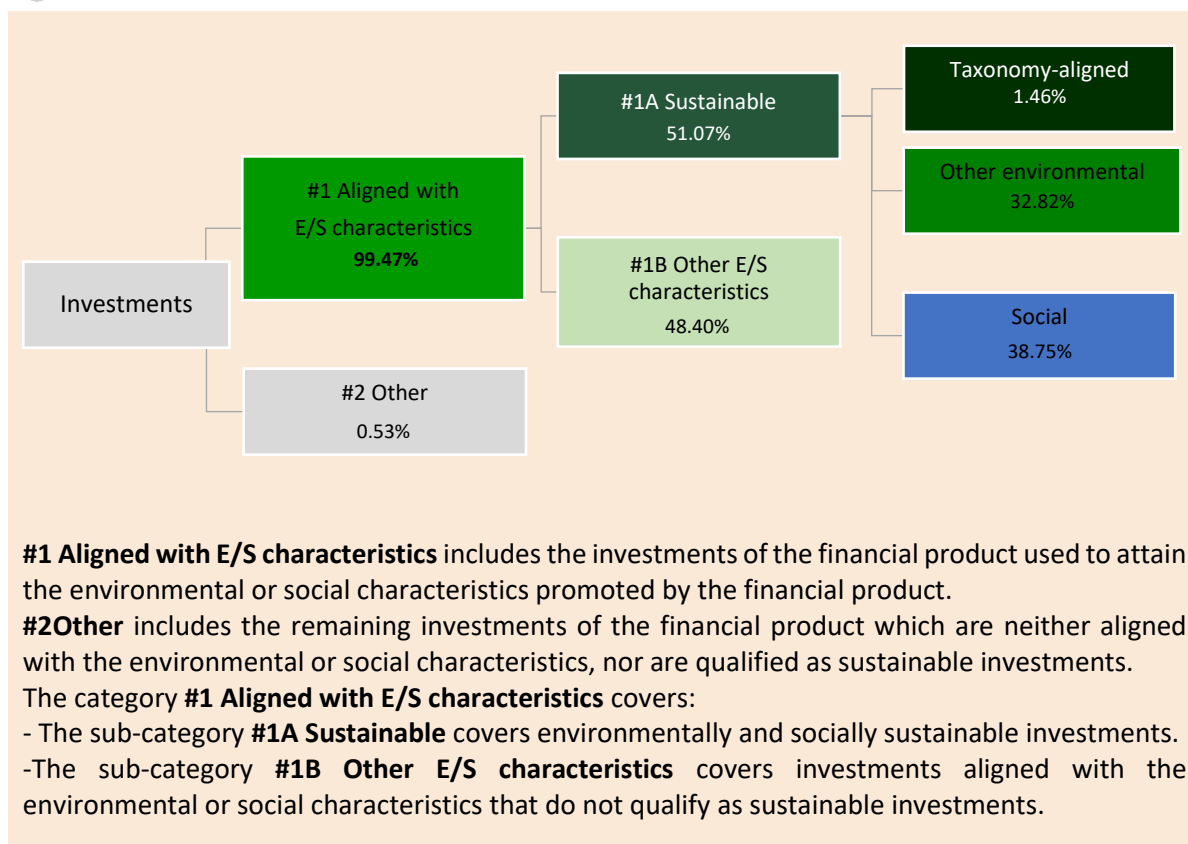 Investments
#1 Aligned with
E/S characteristics
99.47%
#2 Other
0.53%
#1A Sustainable
51.07%
#1B Other E/S
characteristics
48.40%
Taxonomy-aligned
1.46%
Other environmental
32.82%
Social
38.75%
#1 Aligned with E/S characteristics includes the investments of the financial product used to attain
the environmental or social characteristics promoted by the financial product.
#2Other includes the remaining investments of the financial product which are neither aligned
with the environmental or social characteristics, nor are qualified as sustainable investments.
The category #1 Aligned with E/S characteristics covers:
- The sub-category #1A Sustainable covers environmentally and socially sustainable investments.
-The sub-category #1B Other E/S characteristics covers investments aligned with the
environmental or social characteristics that do not qualify as sustainable investments.